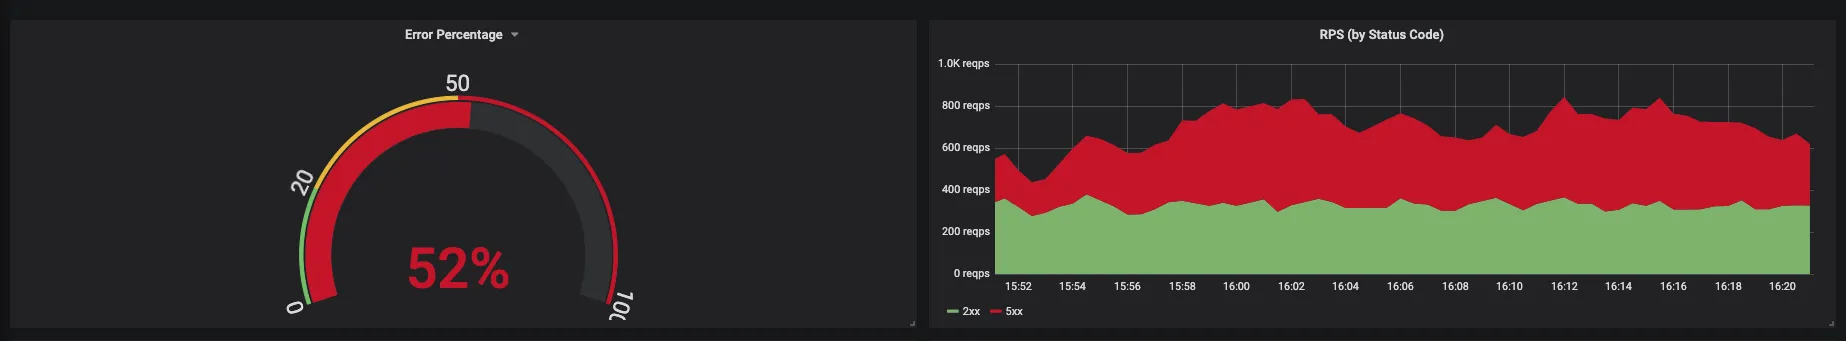 Error Percentage
50
20
52%
0
100
RPS (by Status Code)
1.0K reqps
800 reqps
600 reqps
400 reqps
200 reqps
0 reqps
15:52 15:54 15:56 15:58 16:00 16:02 16:04 16:06 16:08 16:10 16:12 16:14 16:16 16:18 16:20
2xx 5xx